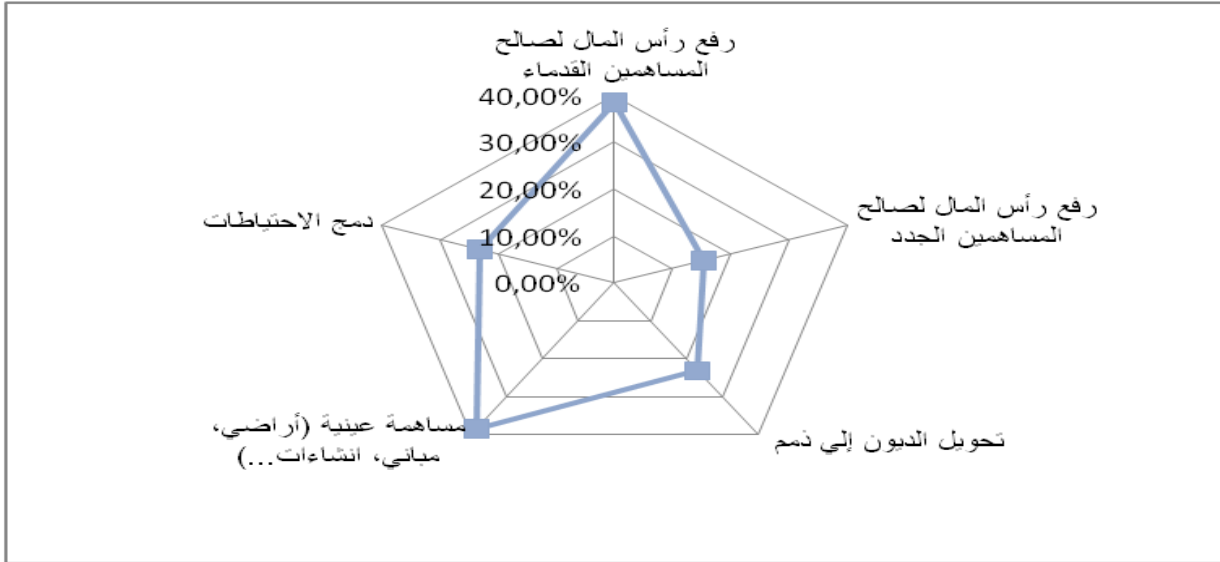 رفع رأس المال لصالح
المساهمين القدماء
40,00%
30,00%
20,00%
10,00%
0,00%
رفع رأس المال لصالح
المساهمين الجدد
تحويل الديون إلي ذمم
مساهمة عينية (أراضي،
مباني، انشاءات...)
دمج الاحتياطات